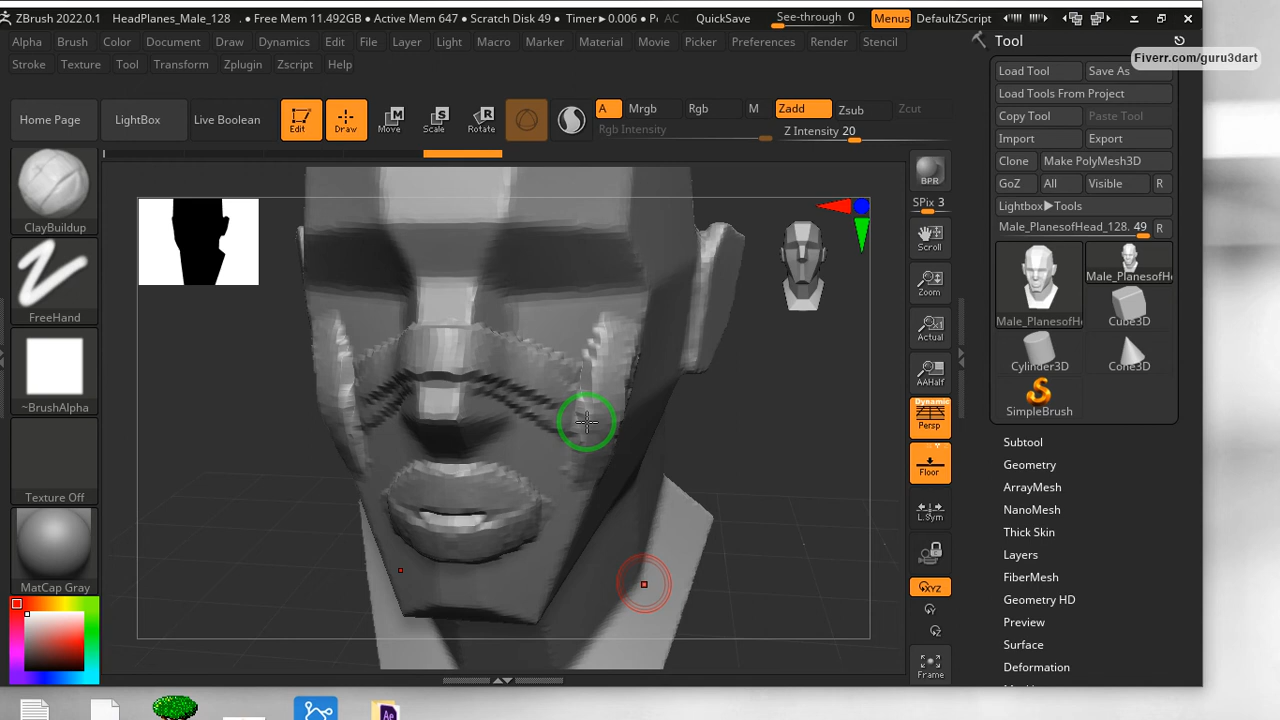 ZBrush 2022.0.1 HeadPlanes_Male_128 . • Free Mem 11.492GB • Active Mem 647 • Scratch Disk 49 • Timer▶0.006 • P AC QuickSave See-through 0 Menus DefaultZScript
Alpha Brush Color Document Draw Dynamics Edit File Layer Light Macro Marker Material Movie Picker Preferences Render Stencil
Stroke Texture Tool Transform Zplugin Zscript Help
Home Page LightBox Live Boolean Edit Draw Move Scale Rotate
A Mrgb Rgb M Zadd Zsub Zcut
Rgb Intensity Z Intensity 20
ClayBuildup
FreeHand
~BrushAlpha
Texture Off
MatCap Gray
BPR
SPix 3
Scroll
Zoom
Actual
AAHalf
Dynamic
Persp
Floor
L.Sym
XYZ
Frame
Tool
Fiverr.com/guru3dart
Load Tool Save As
Load Tools From Project
Copy Tool Paste Tool
Import Export
Clone Make PolyMesh3D
GoZ All Visible R
Lightbox▶Tools
Male_PlanesofHead_128. 49 R
Male_PlanesofHe
Male_PlanesofHe Cube3D
Cylinder3D Cone3D
SimpleBrush
Subtool
Geometry
ArrayMesh
NanoMesh
Thick Skin
Layers
FiberMesh
Geometry HD
Preview
Surface
Deformation
Ae